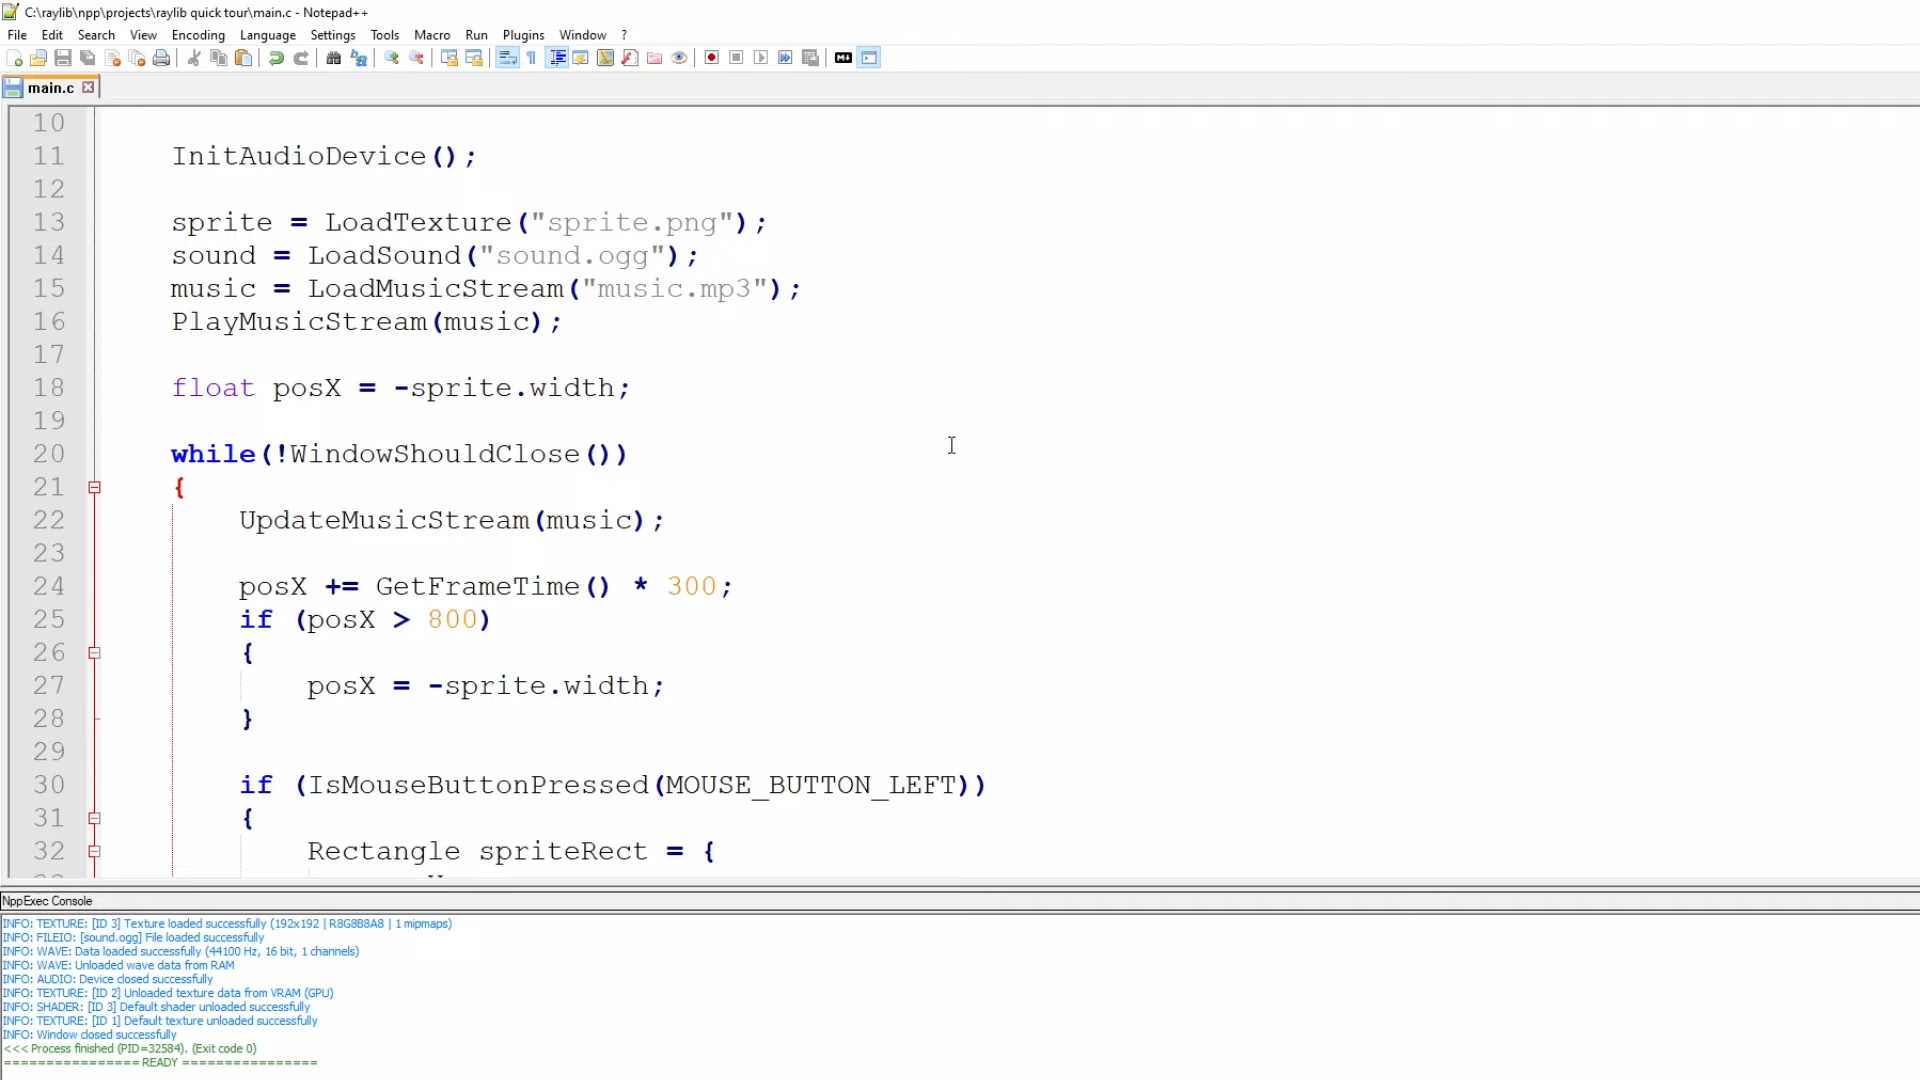 C:\raylib\npp\projects\raylib quick tour\main.c - Notepad++
File Edit Search View Encoding Language Settings Tools Macro Run Plugins Window ?
main.c
10
11 InitAudioDevice();
12
13 sprite = LoadTexture("sprite.png");
14 sound = LoadSound("sound.ogg");
15 music = LoadMusicStream("music.mp3");
16 PlayMusicStream(music);
17
18 float posX = -sprite.width;
19
20 while(!WindowShouldClose())
21 {
22 UpdateMusicStream(music);
23
24 posX += GetFrameTime() * 300;
25 if (posX > 800)
26 {
27 posX = -sprite.width;
28 }
29
30 if (IsMouseButtonPressed(MOUSE_BUTTON_LEFT))
31 {
32 Rectangle spriteRect = {
NppExec Console
INFO: TEXTURE: [ID 3] Texture loaded successfully (192x192 | R8G8B8A8 | 1 mipmaps)
INFO: FILEIO: [sound.ogg] File loaded successfully
INFO: WAVE: Data loaded successfully (44100 Hz, 16 bit, 1 channels)
INFO: WAVE: Unloaded wave data from RAM
INFO: AUDIO: Device closed successfully
INFO: TEXTURE: [ID 2] Unloaded texture data from VRAM (GPU)
INFO: SHADER: [ID 3] Default shader unloaded successfully
INFO: TEXTURE: [ID 1] Default texture unloaded successfully
INFO: Window closed successfully
<<< Process finished (PID=32584). (Exit code 0)
================ READY ================